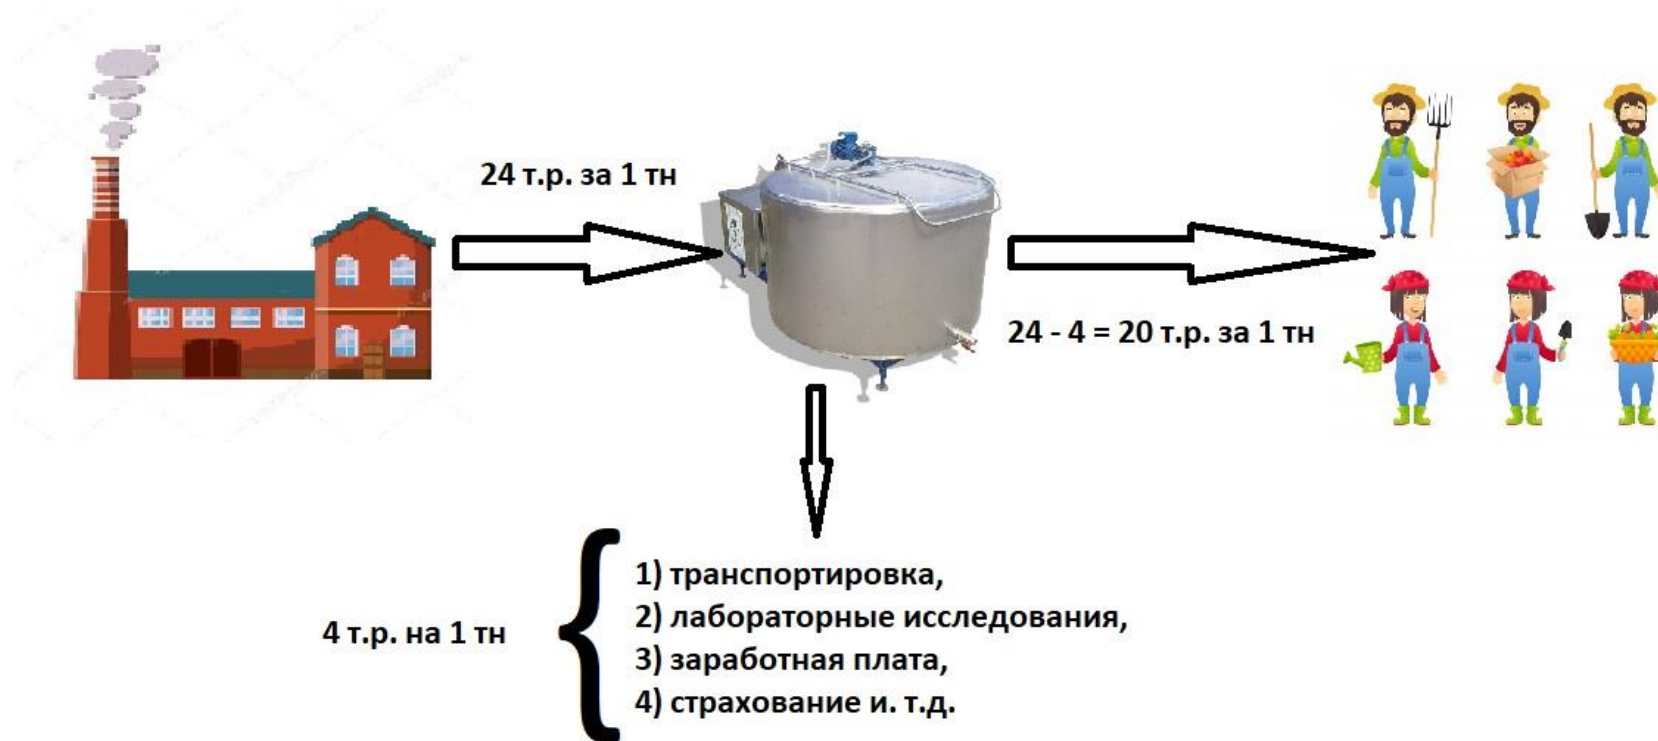 24 т.р. за 1 тн
24 - 4 = 20 т.р. за 1 тн
4 т.р. на 1 тн
1) транспортировка,
2) лабораторные исследования,
3) заработная плата,
4) страхование и. т.д.